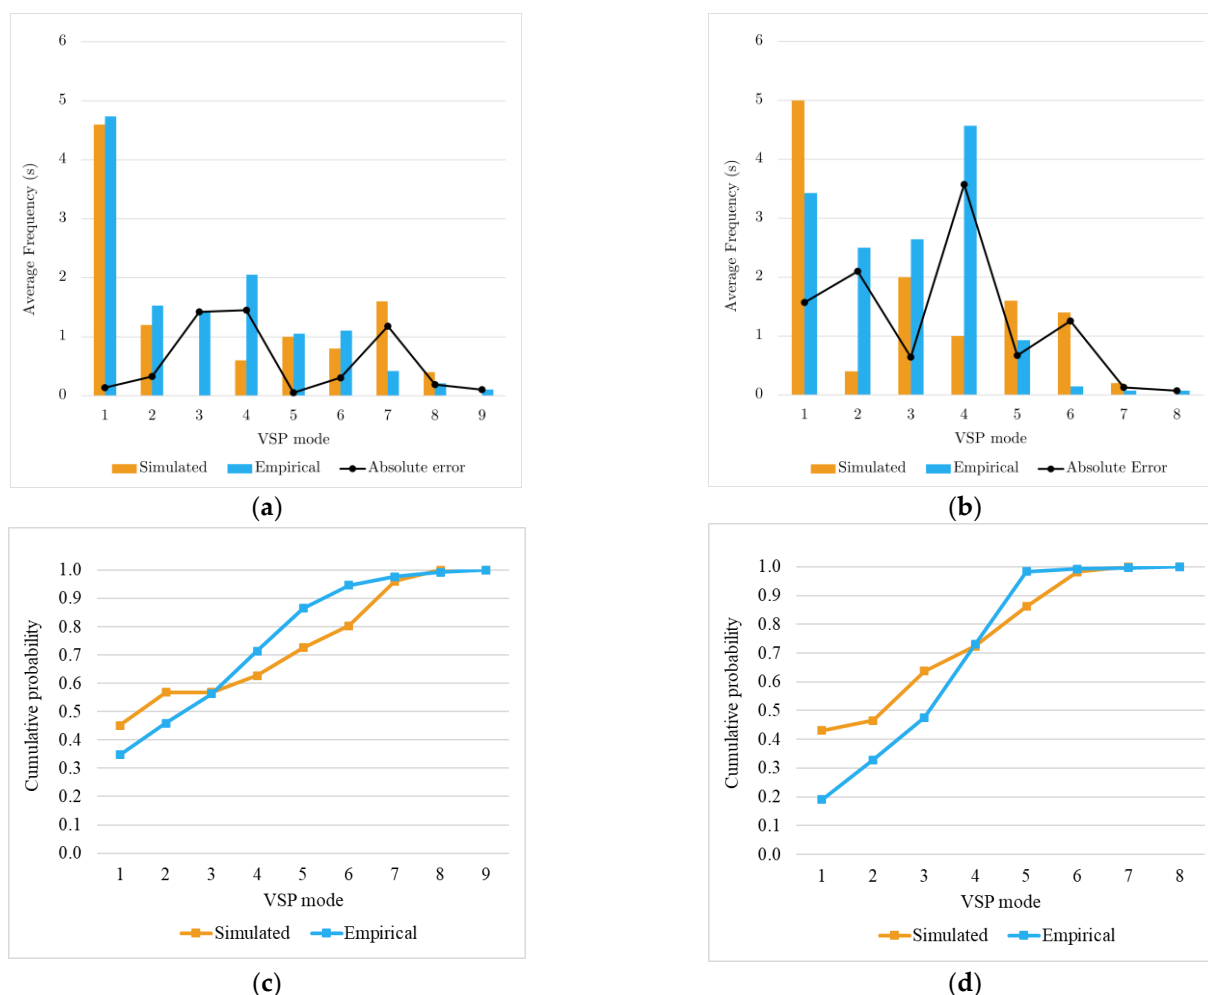 6
5
4
3
2
1
0
Average Frequency (s)
1 2 3 4 5 6 7 8 9
VSP mode
Simulated Empirical Absolute error
(a)
6
5
4
3
2
1
0
Average Frequency (s)
1 2 3 4 5 6 7 8
VSP mode
Simulated Empirical Absolute Error
(b)
1.0
0.9
0.8
0.7
0.6
0.5
0.4
0.3
0.2
0.1
0.0
Cumulative probability
1 2 3 4 5 6 7 8 9
VSP mode
Simulated Empirical
(c)
1.0
0.9
0.8
0.7
0.6
0.5
0.4
0.3
0.2
0.1
0.0
Cumulative probability
1 2 3 4 5 6 7 8
VSP mode
Simulated Empirical
(d)